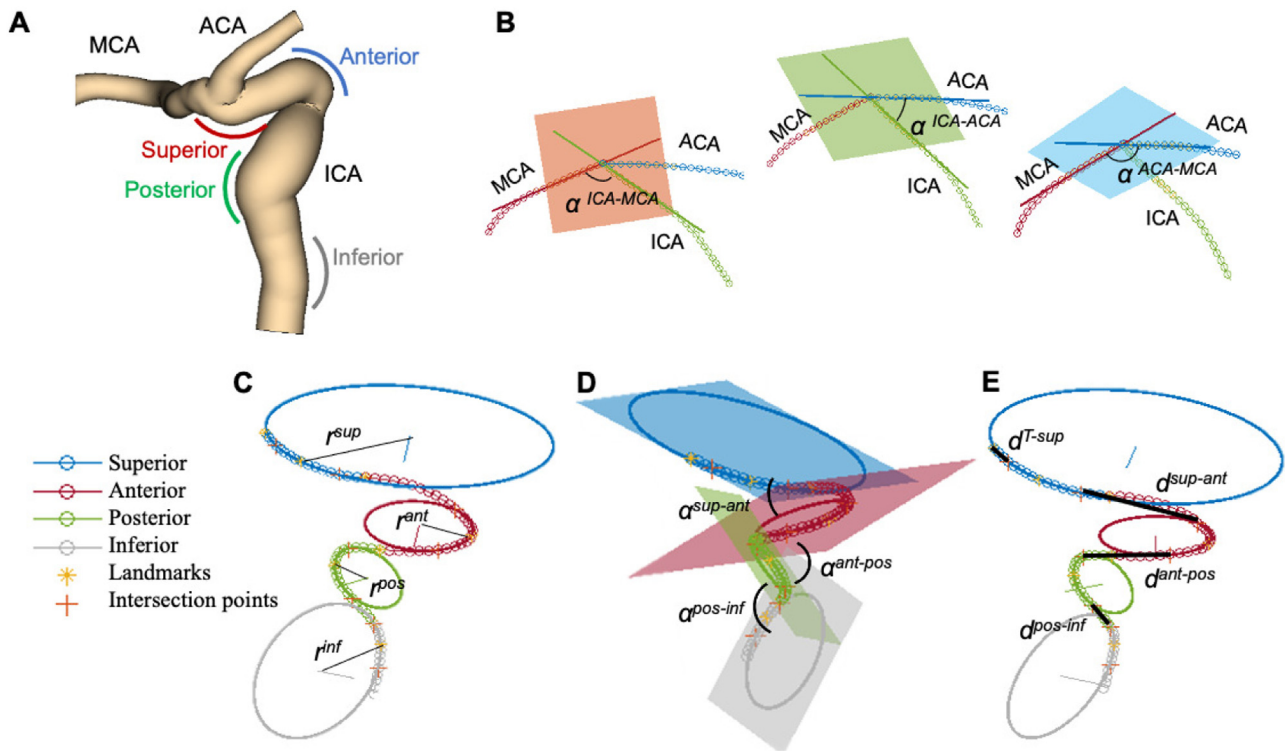 A
MCA
ACA
Anterior
Superior
Posterior
ICA
Inferior
B
MCA
ACA
α ICA-MCA
ICA
MCA
ACA
α ICA-ACA
ICA
MCA
ACA
α ACA-MCA
ICA
Superior
Anterior
Posterior
Inferior
Landmarks
Intersection points
C
r sup
r ant
r pos
r inf
D
α sup-ant
α ant-pos
α pos-inf
E
d T-sup
d sup-ant
d ant-pos
d pos-inf